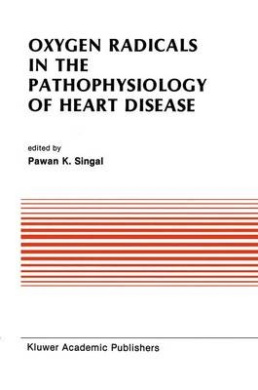 OXYGEN RADICALS
IN THE
PATHOPHYSIOLOGY
OF HEART DISEASE
edited by
Pawan K. Singal
Kluwer Academic Publishers